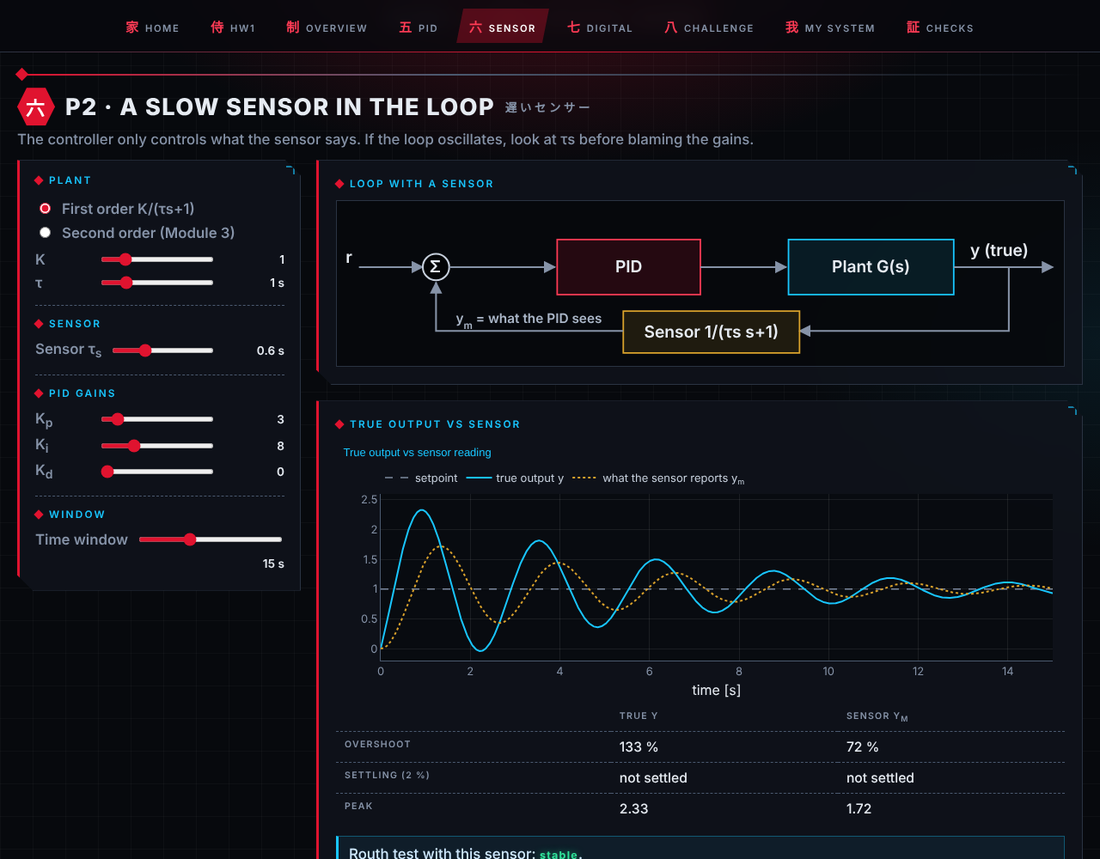 家 HOME 侍 HW1 制 OVERVIEW 五 PID 六 SENSOR 七 DIGITAL 八 CHALLENGE 我 MY SYSTEM 証 CHECKS
六 P2 · A SLOW SENSOR IN THE LOOP 遅いセンサー
The controller only controls what the sensor says. If the loop oscillates, look at τs before blaming the gains.
PLANT
First order K/(τs+1)
Second order (Module 3)
K 1
τ 1 s
SENSOR
Sensor τs 0.6 s
PID GAINS
Kp 3
Ki 8
Kd 0
WINDOW
Time window
15 s
LOOP WITH A SENSOR
r
Σ
PID
Plant G(s)
y (true)
ym = what the PID sees
Sensor 1/(τs s+1)
TRUE OUTPUT VS SENSOR
True output vs sensor reading
setpoint true output y what the sensor reports ym
2.5
2
1.5
1
0.5
0
0 2 4 6 8 10 12 14
time [s]
TRUE Y SENSOR YM
OVERSHOOT 133 % 72 %
SETTLING (2 %) not settled not settled
PEAK 2.33 1.72
Routh test with this sensor: stable.